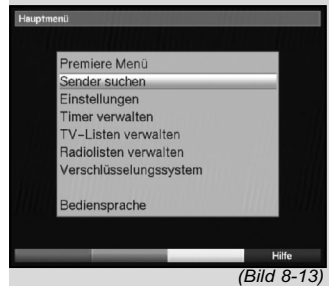 Hauptmenü
Premiere Menü
Sender suchen
Einstellungen
Timer verwalten
TV-Listen verwalten
Radiolisten verwalten
Verschlüsselungssystem
Bediensprache
Hilfe
(Bild 8-13)